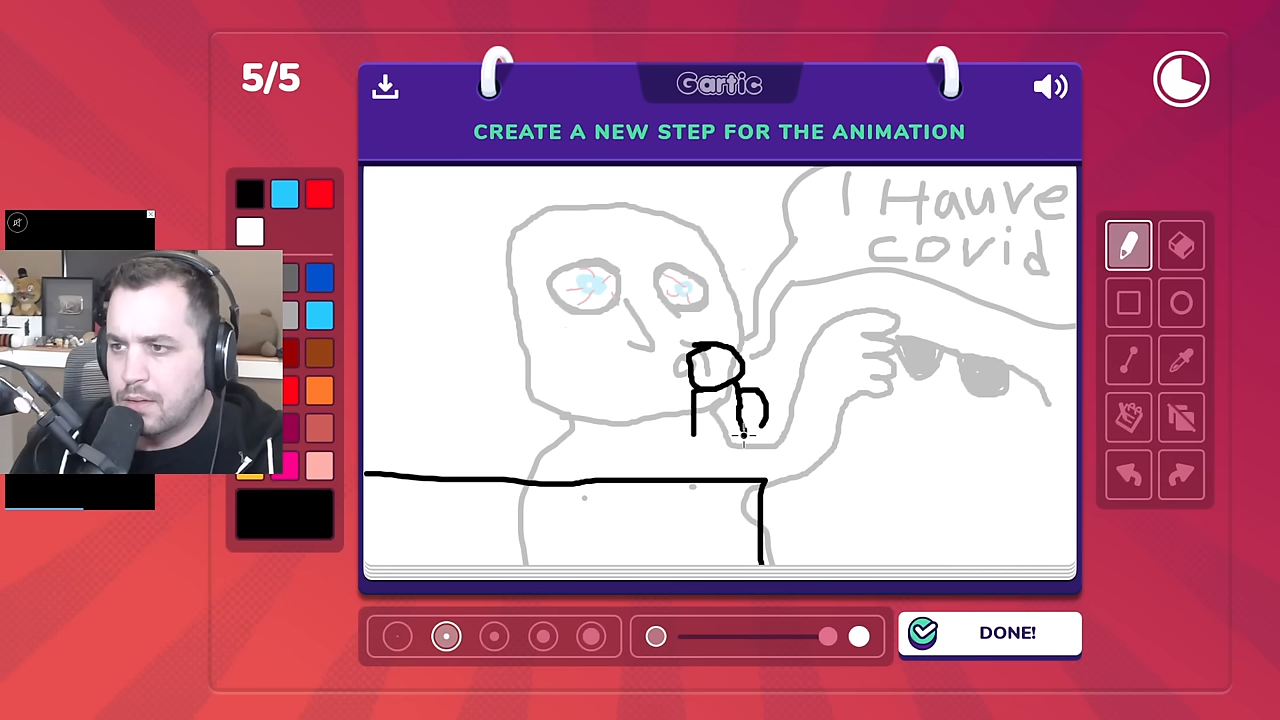 5/5
Gartic
CREATE A NEW STEP FOR THE ANIMATION
I Hauve
covid
DONE!